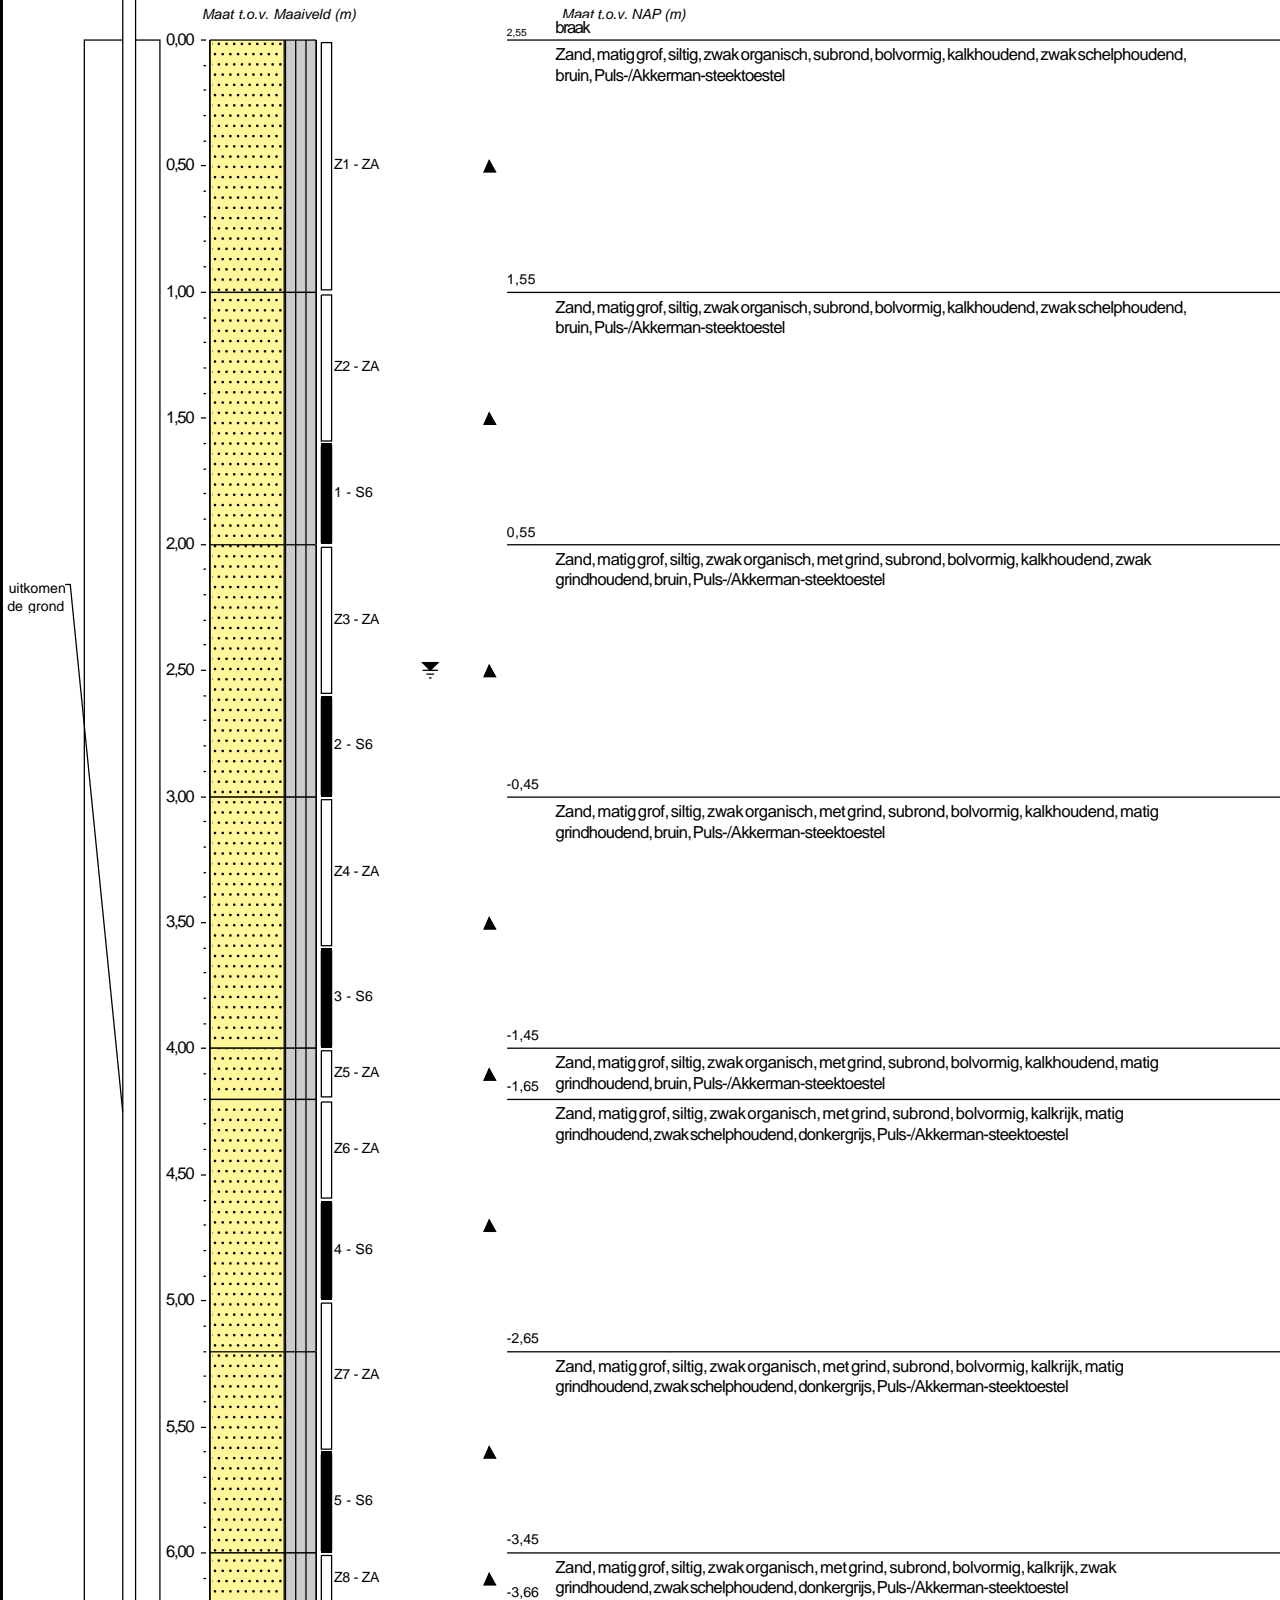 Maat t.o.v. Maaiveld (m)
Maat t.o.v. NAP (m)
braak
2,55
0,00
Zand, matig grof, siltig, zwak organisch, subrond, bolvormig, kalkhoudend, zwak schelphoudend,
bruin, Puls-/Akkerman-steektoestel
0,50
Z1 - ZA
1,55
1,00
Zand, matig grof, siltig, zwak organisch, subrond, bolvormig, kalkhoudend, zwak schelphoudend,
bruin, Puls-/Akkerman-steektoestel
Z2 - ZA
1,50
1 - S6
0,55
2,00
Zand, matig grof, siltig, zwak organisch, met grind, subrond, bolvormig, kalkhoudend, zwak
grindhoudend, bruin, Puls-/Akkerman-steektoestel
uitkomen
de grond
Z3 - ZA
2,50
2 - S6
-0,45
3,00
Zand, matig grof, siltig, zwak organisch, met grind, subrond, bolvormig, kalkhoudend, matig
grindhoudend, bruin, Puls-/Akkerman-steektoestel
Z4 - ZA
3,50
3 - S6
-1,45
4,00
Zand, matig grof, siltig, zwak organisch, met grind, subrond, bolvormig, kalkhoudend, matig
grindhoudend, bruin, Puls-/Akkerman-steektoestel
Z5 - ZA
-1,65
Zand, matig grof, siltig, zwak organisch, met grind, subrond, bolvormig, kalkrijk, matig
grindhoudend, zwak schelphoudend, donkergrijs, Puls-/Akkerman-steektoestel
Z6 - ZA
4,50
4 - S6
5,00
-2,65
Zand, matig grof, siltig, zwak organisch, met grind, subrond, bolvormig, kalkrijk, matig
grindhoudend, zwak schelphoudend, donkergrijs, Puls-/Akkerman-steektoestel
Z7 - ZA
5,50
5 - S6
-3,45
6,00
Zand, matig grof, siltig, zwak organisch, met grind, subrond, bolvormig, kalkrijk, zwak
grindhoudend, zwak schelphoudend, donkergrijs, Puls-/Akkerman-steektoestel
Z8 - ZA
-3,66